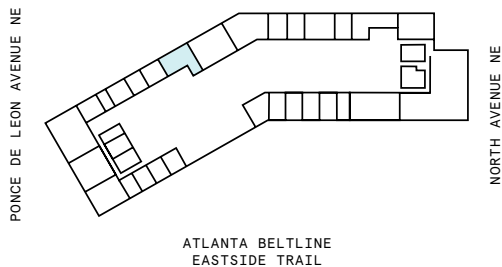 PONCE DE LEON AVENUE NE
NORTH AVENUE NE
ATLANTA BELTLINE
EASTSIDE TRAIL